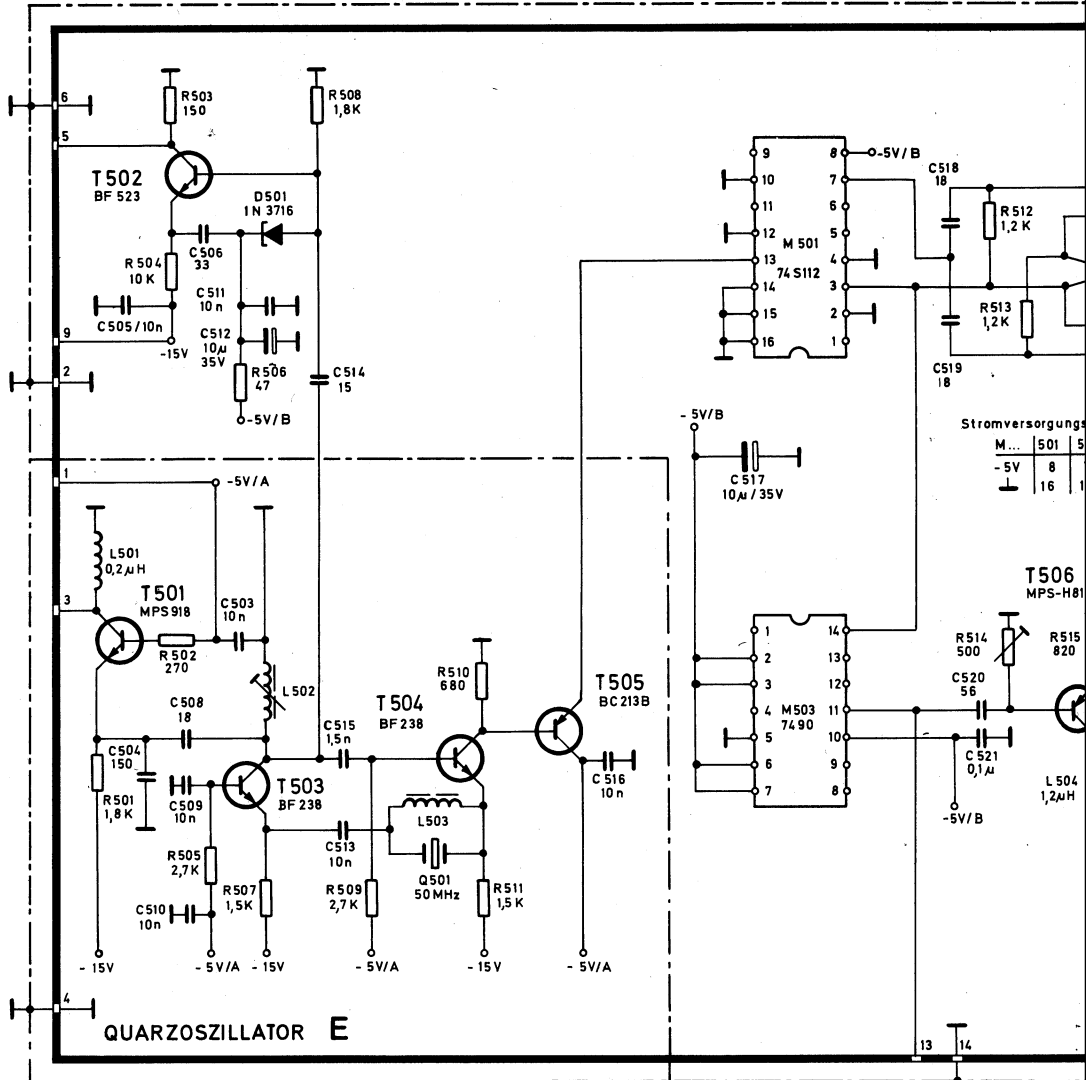 6
5
R503
150
R508
1,8K
T502
BF 523
D501
1N 3716
R504
10 K
C506
33
C505/10n
C511
10n
C512
10µ
35V
9
-15V
R506
47
C514
15
2
-5V/B
9
10
11
12
13
14
15
16
M 501
74 S112
8
7
6
5
4
3
2
1
-5V/B
C518
18
R512
1,2 K
R513
1,2K
C519
18
- 5V/B
C517
10µ/35V
Stromversorgungs
M...
501
5
- 5V
8
16
1
1
-5V/A
L501
0,2µH
T501
MPS918
3
C503
10n
R502
270
L502
C508
18
C504
150
R501
1,8K
C509
10n
T503
BF 238
R505
2,7K
C510
10n
R507
1,5K
C515
1,5n
T504
BF 238
R510
680
T505
BC213B
C516
10n
L503
C513
10n
Q501
50MHz
R509
2,7K
R511
1,5K
- 15V
- 5V/A
- 15V
-5V/A
- 15V
- 5V/A
1
2
3
4
5
6
7
M503
7490
14
13
12
11
10
9
8
T506
MPS-H81
R514
500
R515
820
C520
56
C521
0,1µ
L504
1,2µH
-5V/B
4
QUARZOSZILLATOR E
13
14